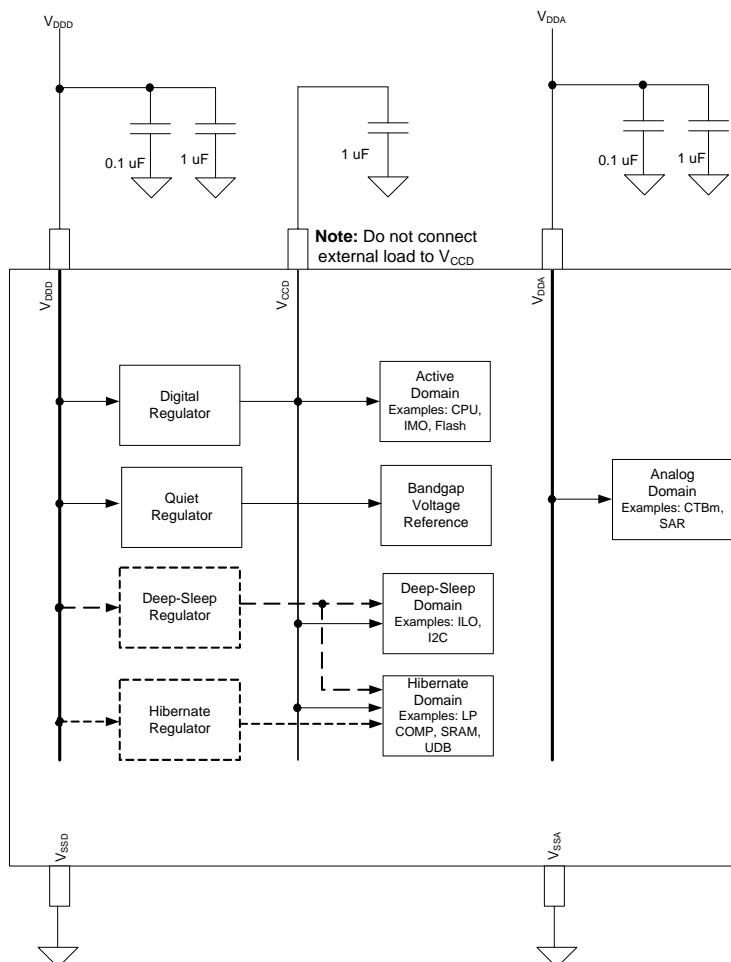 VDDD
VDDA
0.1 uF
1 uF
1 uF
0.1 uF
1 uF
Note: Do not connect
external load to VCCD
VDDD
VCCD
VDDA
Digital
Regulator
Active
Domain
Examples: CPU,
IMO, Flash
Quiet
Regulator
Bandgap
Voltage
Reference
Analog
Domain
Examples: CTBm,
SAR
Deep-Sleep
Regulator
Deep-Sleep
Domain
Examples: ILO,
I2C
Hibernate
Regulator
Hibernate
Domain
Examples: LP
COMP, SRAM,
UDB
VSSD
VSSA